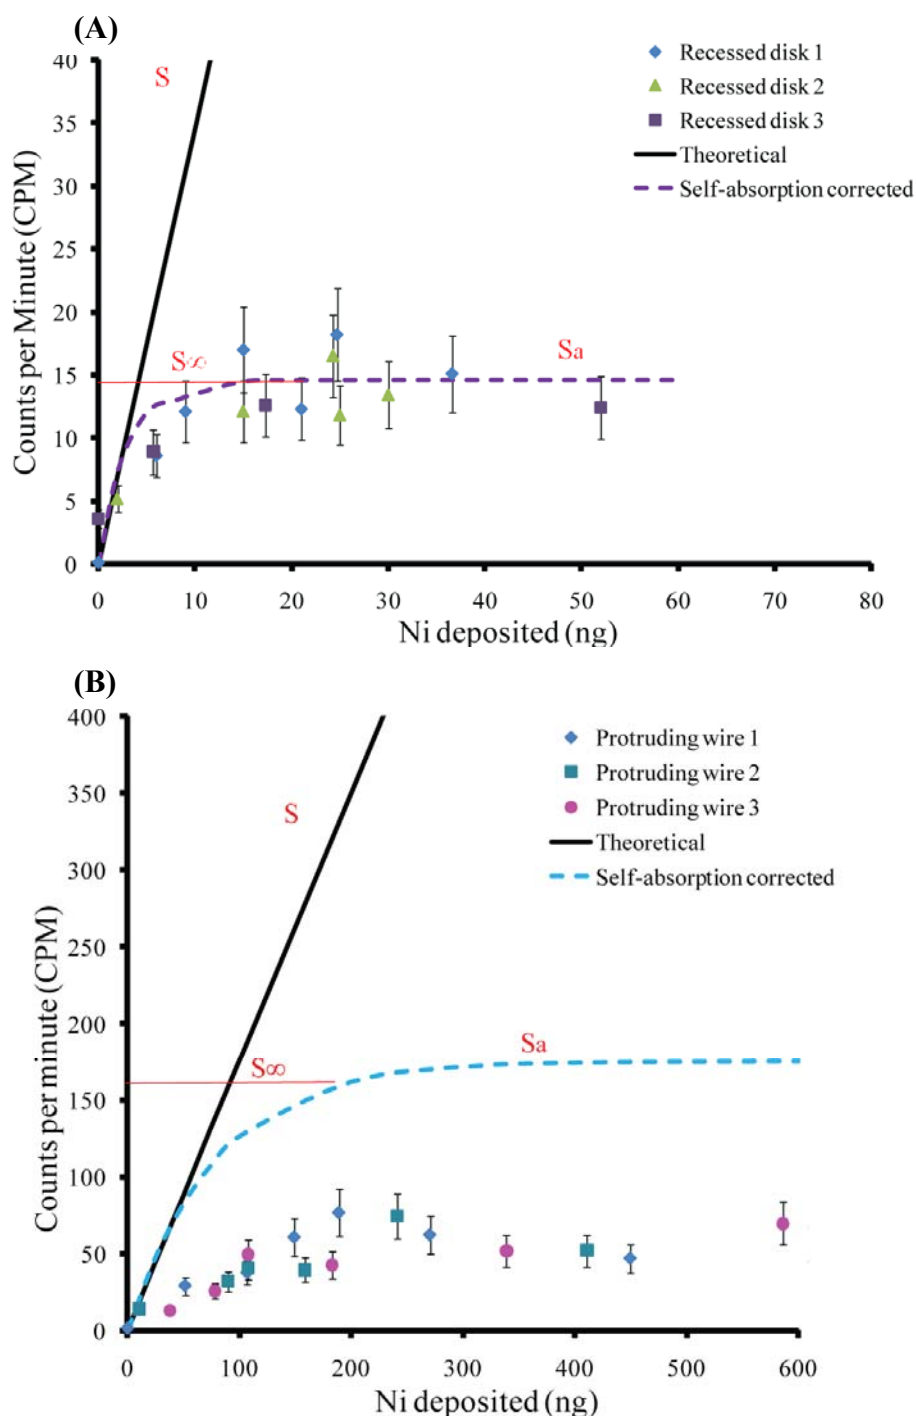 (A)
S
Recessed disk 1
Recessed disk 2
Recessed disk 3
Theoretical
Self-absorption corrected
40
35
30
25
20
15
10
5
0
S∞
Sa
Counts per Minute (CPM)
0 10 20 30 40 50 60 70 80
Ni deposited (ng)
(B)
400
350
300
250
200
150
100
50
0
S
Protruding wire 1
Protruding wire 2
Protruding wire 3
Theoretical
Self-absorption corrected
S∞
Sa
Counts per minute (CPM)
0 100 200 300 400 500 600
Ni deposited (ng)